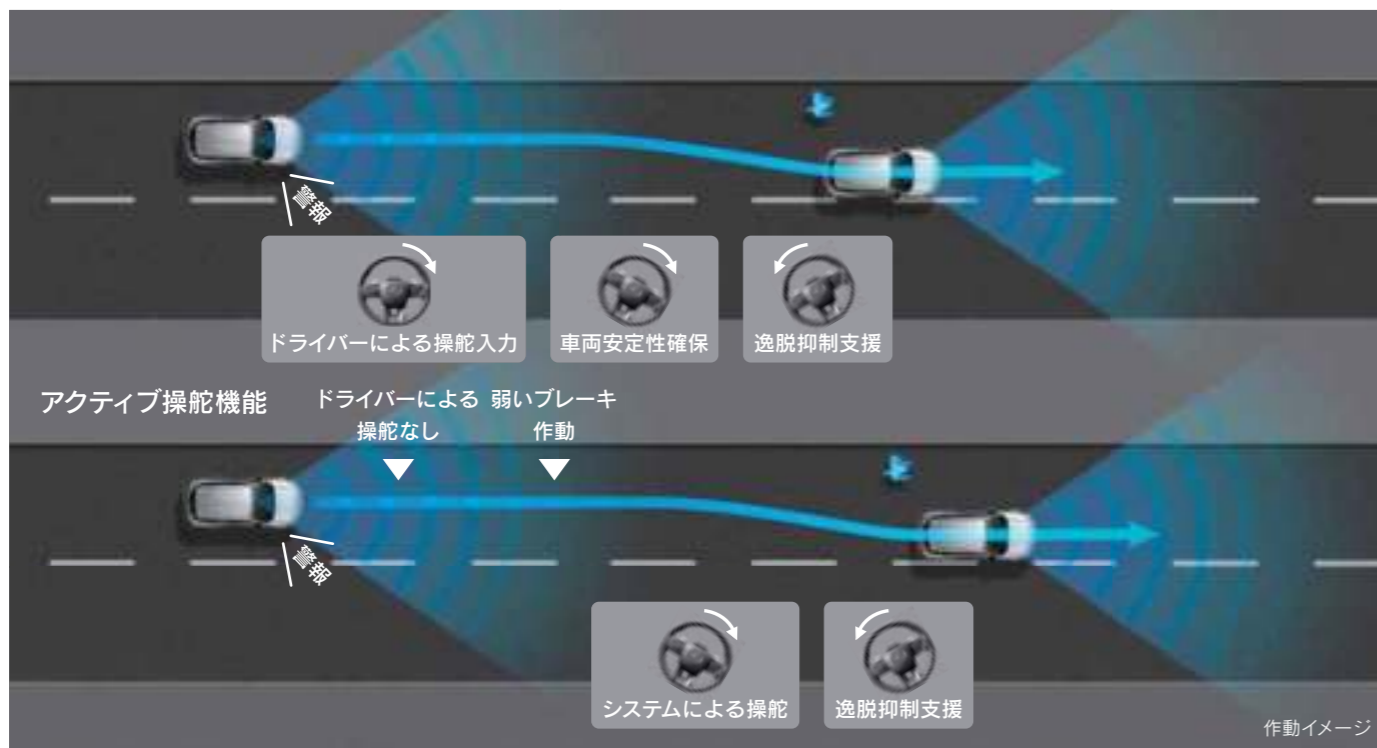 警報
ドライバーによる操舵入力
車両安定性確保
逸脱抑制支援
アクティブ操舵機能
ドライバーによる
操舵なし
弱いブレーキ
作動
警報
システムによる操舵
逸脱抑制支援
作動イメージ